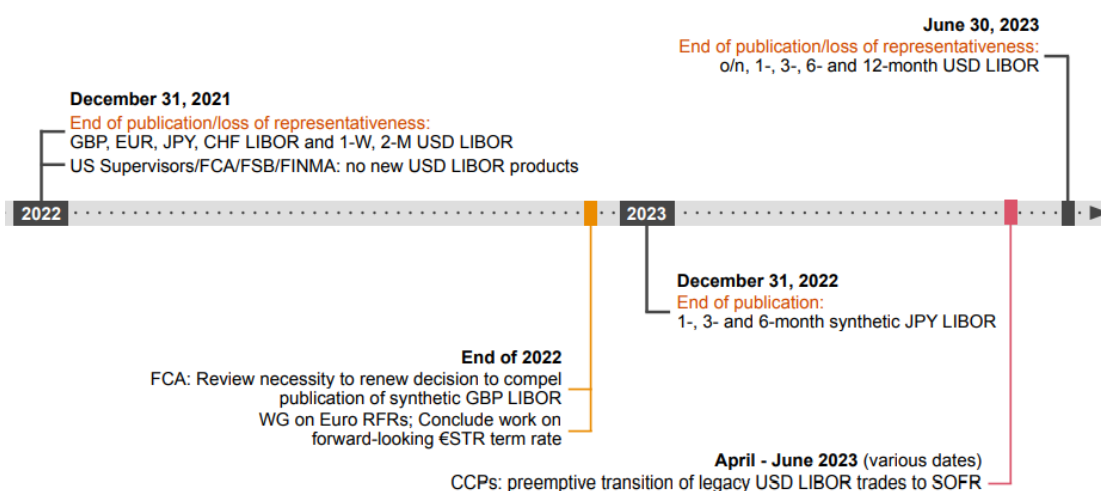 June 30, 2023
End of publication/loss of representativeness:
o/n, 1-, 3-, 6- and 12-month USD LIBOR
December 31, 2021
End of publication/loss of representativeness:
GBP, EUR, JPY, CHF LIBOR and 1-W, 2-M USD LIBOR
US Supervisors/FCA/FSB/FINMA: no new USD LIBOR products
2022
2023
December 31, 2022
End of publication:
1-, 3- and 6-month synthetic JPY LIBOR
End of 2022
FCA: Review necessity to renew decision to compel
publication of synthetic GBP LIBOR
WG on Euro RFRs; Conclude work on
forward-looking €STR term rate
April - June 2023 (various dates)
CCPs: preemptive transition of legacy USD LIBOR trades to SOFR